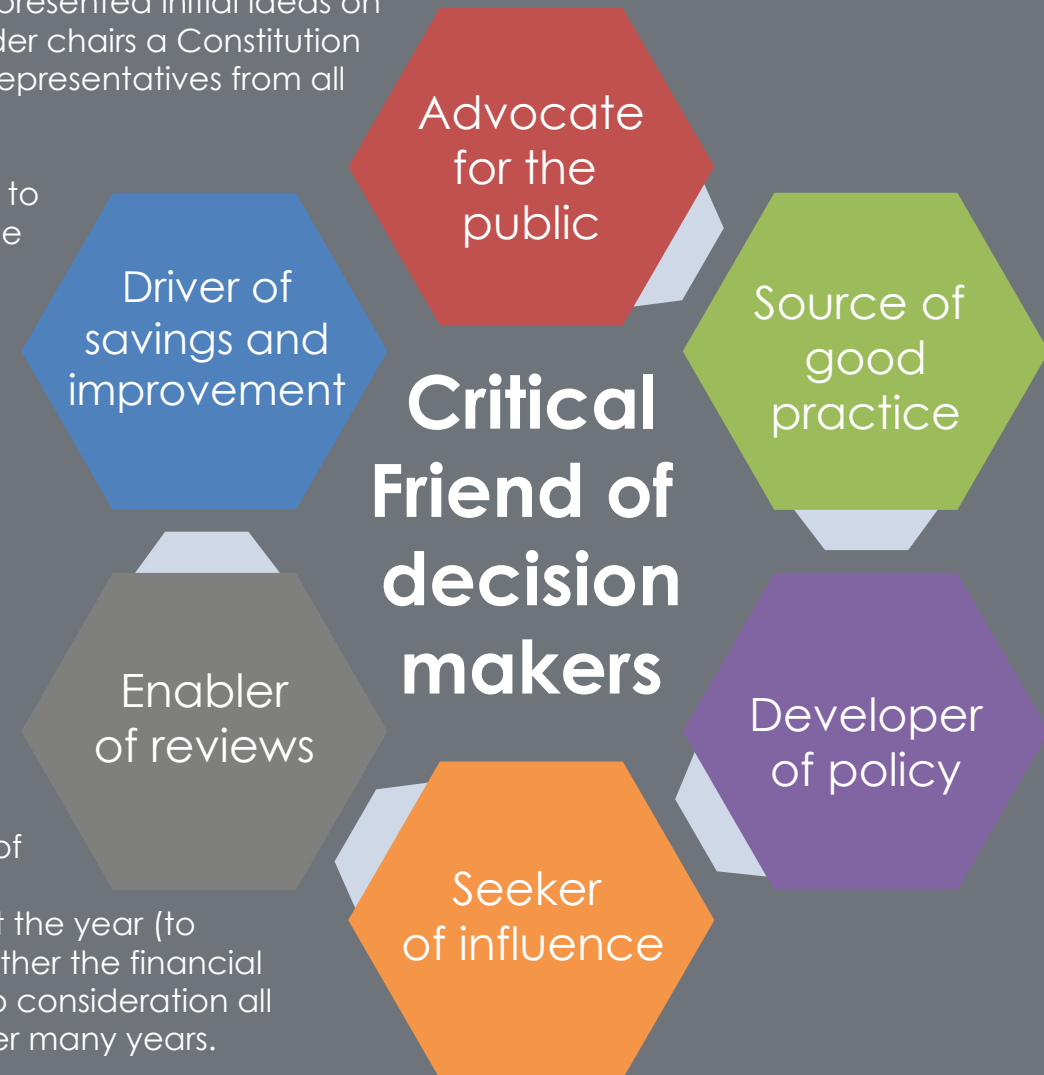 presented initial ideas on
der chairs a Constitution
epresentatives from all
to
e
of
t the year (to
ther the financial
o consideration all
er many years.
Advocate
for the
public
Driver of
savings and
improvement
Source of
good
practice
Critical
Friend of
decision
makers
Enabler
of reviews
Developer
of policy
Seeker
of influence